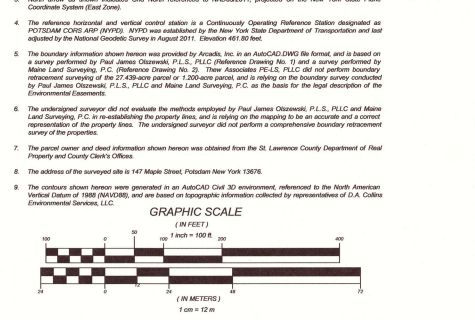 Coordinate System (East Zone).
4. The reference horizontal and vertical control station is a Continuously Operating Reference Station designated as
POTSDAM CORS ARP (NYPD). NYPD was established by the New York State Department of Transportation and last
adjusted by the National Geodetic Survey in August 2011. Elevation 461.80 feet.
5. The boundary information shown hereon was provided by Arcadis, Inc. in an AutoCAD.DWG file format, and is based on
a survey performed by Paul James Olszewski, P.L.S., PLLC (Reference Drawing No. 1) and a survey performed by
Maine Land Surveying, P.C. (Reference Drawing No. 2). Thew Associates PE-LS, PLLC did not perform boundary
retracement surveying of the 27.439-acre parcel or 1.200-acre parcel, and is relying on the boundary survey conducted
by Paul James Olszewski, P.L.S., PLLC and Maine Land Surveying, P.C. as the basis for the legal description of the
Environmental Easements.
6. The undersigned surveyor did not evaluate the methods employed by Paul James Olszewski, P.L.S., PLLC and Maine
Land Surveying, P.C. in re-establishing the property lines, and is relying on the mapping to be an accurate and a correct
representation of the property lines. The undersigned surveyor did not perform a comprehensive boundary retracement
survey of the properties.
7. The parcel owner and deed information shown hereon was obtained from the St. Lawrence County Department of Real
Property and County Clerk's Offices.
8. The address of the surveyed site is 147 Maple Street, Potsdam New York 13676.
9. The contours shown hereon were generated in an AutoCAD Civil 3D environment, referenced to the North American
Vertical Datum of 1988 (NAVD88), and are based on topographic information collected by representatives of D.A. Collins
Environmental Services, LLC.
GRAPHIC SCALE
( IN FEET )
1 inch = 100 ft.
100 0 50 100 200 400
24 0 12 24 48 72
( IN METERS )
1 cm = 12 m